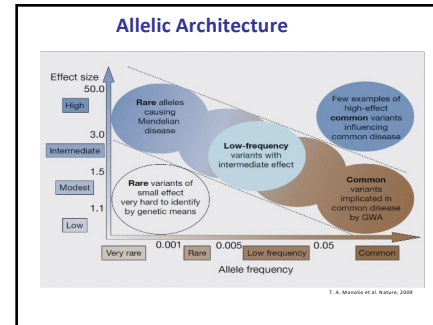 Allelic Architecture
Effect size
50.0
High
3.0
Intermediate
1.5
Modest
1.1
Low
Rare alleles
causing
Mendelian
disease
Few examples of
high-effect
common variants
influencing
common disease
Low-frequency
variants with
intermediate effect
Rare variants of
small effect
very hard to identify
by genetic means
Common
variants
implicated in
common disease
by GWA
0.001
0.005
0.05
Very rare
Rare
Low frequency
Common
Allele frequency
T. A. Manolio et al. Nature, 2009